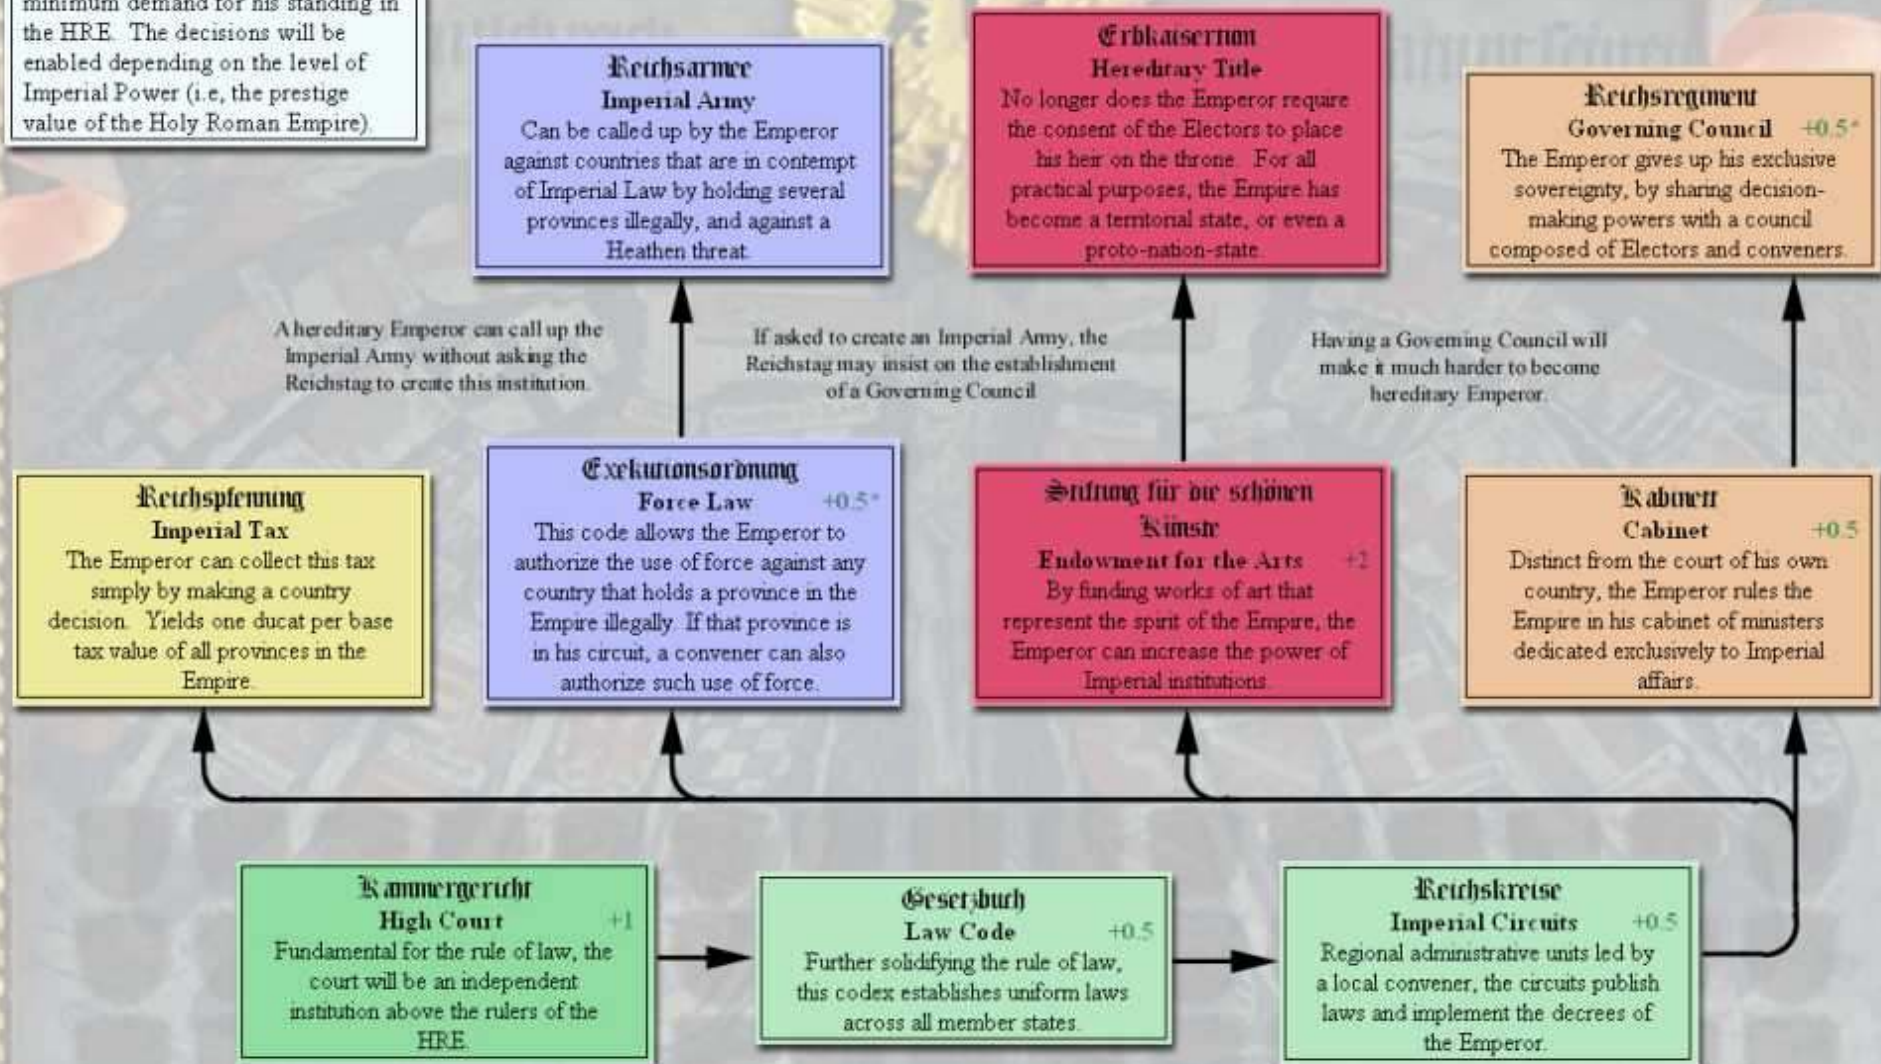 minimum demand for his standing in
the HRE. The decisions will be
enabled depending on the level of
Imperial Power (i.e, the prestige
value of the Holy Roman Empire)
Reichsarmee
Imperial Army
Can be called up by the Emperor
against countries that are in contempt
of Imperial Law by holding several
provinces illegally, and against a
Heathen threat.
Erbkaisertum
Hereditary Title
No longer does the Emperor require
the consent of the Electors to place
his heir on the throne. For all
practical purposes, the Empire has
become a territorial state, or even a
proto-nation-state.
Reichsregiment
Governing Council +0.5*
The Emperor gives up his exclusive
sovereignty, by sharing decision-
making powers with a council
composed of Electors and conveners.
A hereditary Emperor can call up the
Imperial Army without asking the
Reichstag to create this institution.
If asked to create an Imperial Army, the
Reichstag may insist on the establishment
of a Governing Council
Having a Governing Council will
make it much harder to become
hereditary Emperor.
Reichspfenning
Imperial Tax
The Emperor can collect this tax
simply by making a country
decision. Yields one ducat per base
tax value of all provinces in the
Empire.
Exekutionsordnung
Force Law +0.5*
This code allows the Emperor to
authorize the use of force against any
country that holds a province in the
Empire illegally. If that province is
in his circuit, a convener can also
authorize such use of force.
Stiftung für die schönen
Künste
Endowment for the Arts +2
By funding works of art that
represent the spirit of the Empire, the
Emperor can increase the power of
Imperial institutions.
Kabinett
Cabinet +0.5
Distinct from the court of his own
country, the Emperor rules the
Empire in his cabinet of ministers
dedicated exclusively to Imperial
affairs.
Kammergericht
High Court +1
Fundamental for the rule of law, the
court will be an independent
institution above the rulers of the
HRE.
Gesetzbuch
Law Code +0.5
Further solidifying the rule of law,
this codex establishes uniform laws
across all member states.
Reichskreise
Imperial Circuits +0.5
Regional administrative units led by
a local convener, the circuits publish
laws and implement the decrees of
the Emperor.